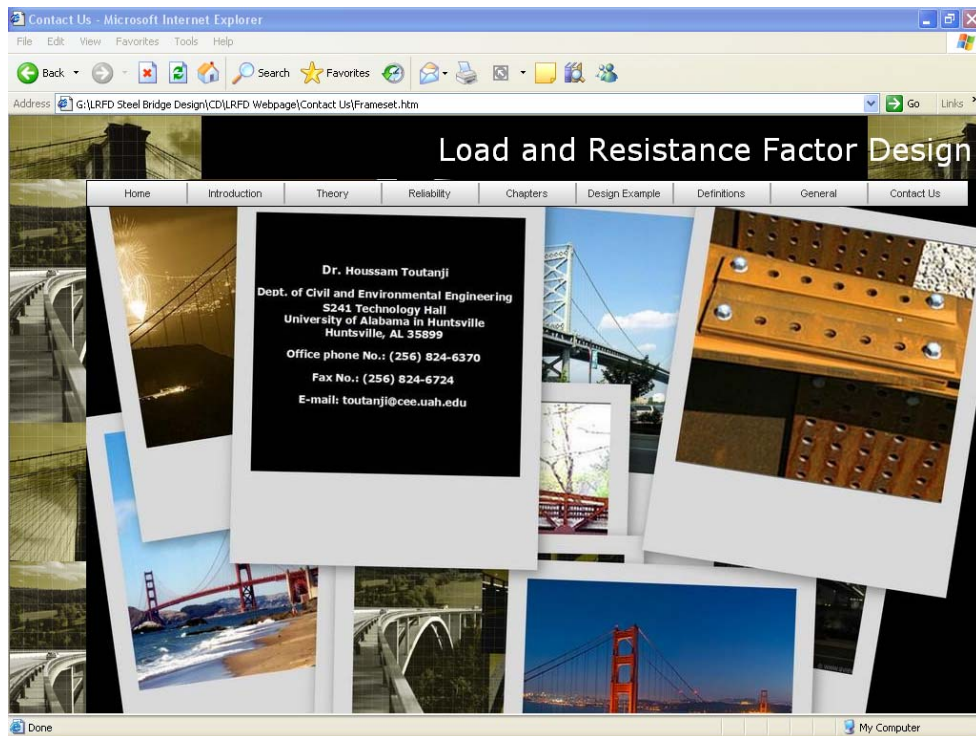 Contact Us - Microsoft Internet Explorer
File Edit View Favorites Tools Help
Back Search Favorites
Address G:\LRFD Steel Bridge Design\CD\LRFD Webpage\Contact Us\Frameset.htm Go Links
Load and Resistance Factor Design
Home Introduction Theory Reliability Chapters Design Example Definitions General Contact Us
Dr. Houssam Toutanji
Dept. of Civil and Environmental Engineering
S241 Technology Hall
University of Alabama in Huntsville
Huntsville, AL 35899
Office phone No.: (256) 824-6370
Fax No.: (256) 824-6724
E-mail: toutanji@cee.uah.edu
Done My Computer